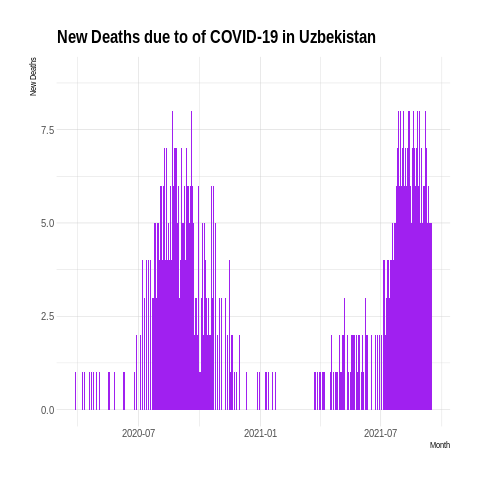 New Deaths due to of COVID-19 in Uzbekistan
New Deaths
7.5
5.0
2.5
0.0
2020-07
2021-01
2021-07
Month